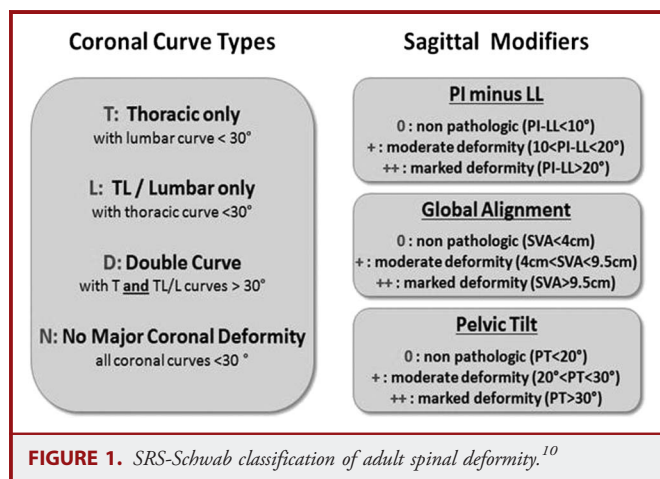 Coronal Curve Types
T: Thoracic only
with lumbar curve < 30°
L: TL / Lumbar only
with thoracic curve <30°
D: Double Curve
with T and TL/L curves > 30°
N: No Major Coronal Deformity
all coronal curves <30 °
Sagittal Modifiers
PI minus LL
0 : non pathologic (PI-LL<10°)
+ : moderate deformity (10<PI-LL<20°)
++ : marked deformity (PI-LL>20°)
Global Alignment
0 : non pathologic (SVA<4cm)
+ : moderate deformity (4cm<SVA<9.5cm)
++ : marked deformity (SVA>9.5cm)
Pelvic Tilt
0 : non pathologic (PT<20°)
+ : moderate deformity (20°<PT<30°)
++ : marked deformity (PT>30°)
FIGURE 1. SRS-Schwab classification of adult spinal deformity.10